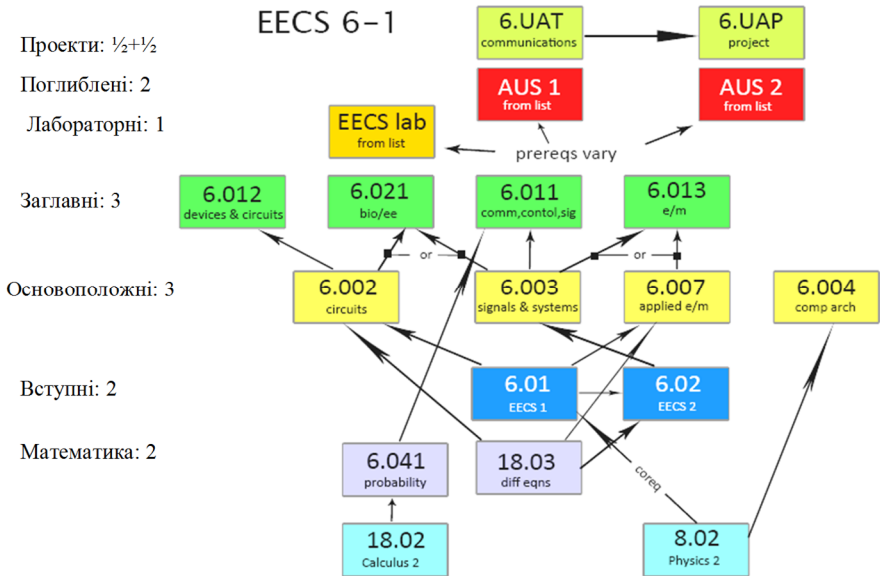 EECS 6-1
Проекти: ½+½
6.UAT
communications
6.UAP
project
Поглиблені: 2
AUS 1
from list
AUS 2
from list
Лабораторні: 1
EECS lab
from list
prereqs vary
Заглавні: 3
6.012
devices & circuits
6.021
bio/ee
6.011
comm,contol,sig
6.013
e/m
or
or
Основоположні: 3
6.002
circuits
6.003
signals & systems
6.007
applied e/m
6.004
comp arch
Вступні: 2
6.01
EECS 1
6.02
EECS 2
Математика: 2
6.041
probability
18.03
diff eqns
coreq
18.02
Calculus 2
8.02
Physics 2